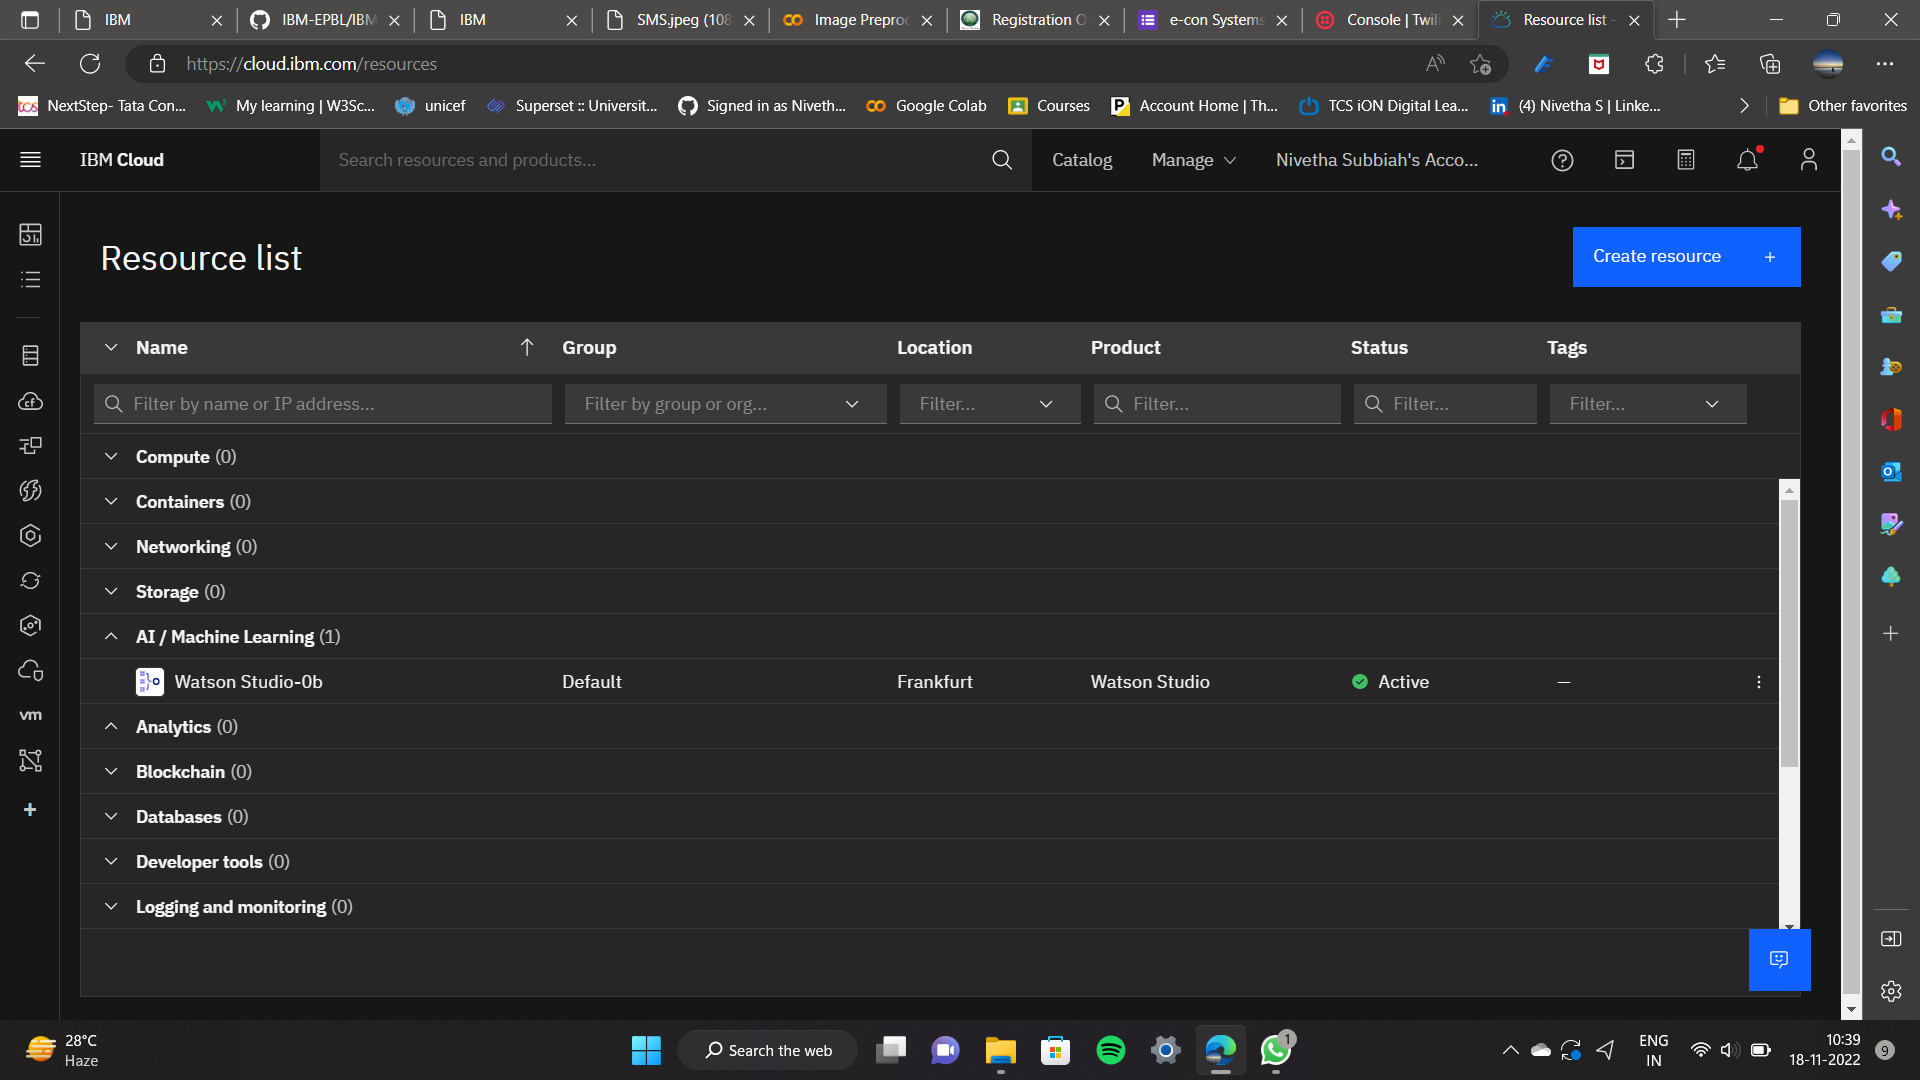 IBM
IBM-EPBL/IBM
IBM
SMS.jpeg (108
Image Preproc
Registration O
e-con Systems
Console | Twili
Resource list -
https://cloud.ibm.com/resources
NextStep- Tata Con...
My learning | W3Sc...
unicef
Superset :: Universit...
Signed in as Niveth...
Google Colab
Courses
Account Home | Th...
TCS iON Digital Lea...
(4) Nivetha S | Linke...
Other favorites
IBM Cloud
Search resources and products...
Catalog
Manage
Nivetha Subbiah's Acco...
Resource list
Create resource +
Name
Group
Location
Product
Status
Tags
Filter by name or IP address...
Filter by group or org...
Filter...
Filter...
Filter...
Filter...
Compute (0)
Containers (0)
Networking (0)
Storage (0)
AI / Machine Learning (1)
Watson Studio-0b
Default
Frankfurt
Watson Studio
Active
—
Analytics (0)
Blockchain (0)
Databases (0)
Developer tools (0)
Logging and monitoring (0)
vm
28°C
Haze
Search the web
1
ENG
IN
10:39
18-11-2022
9